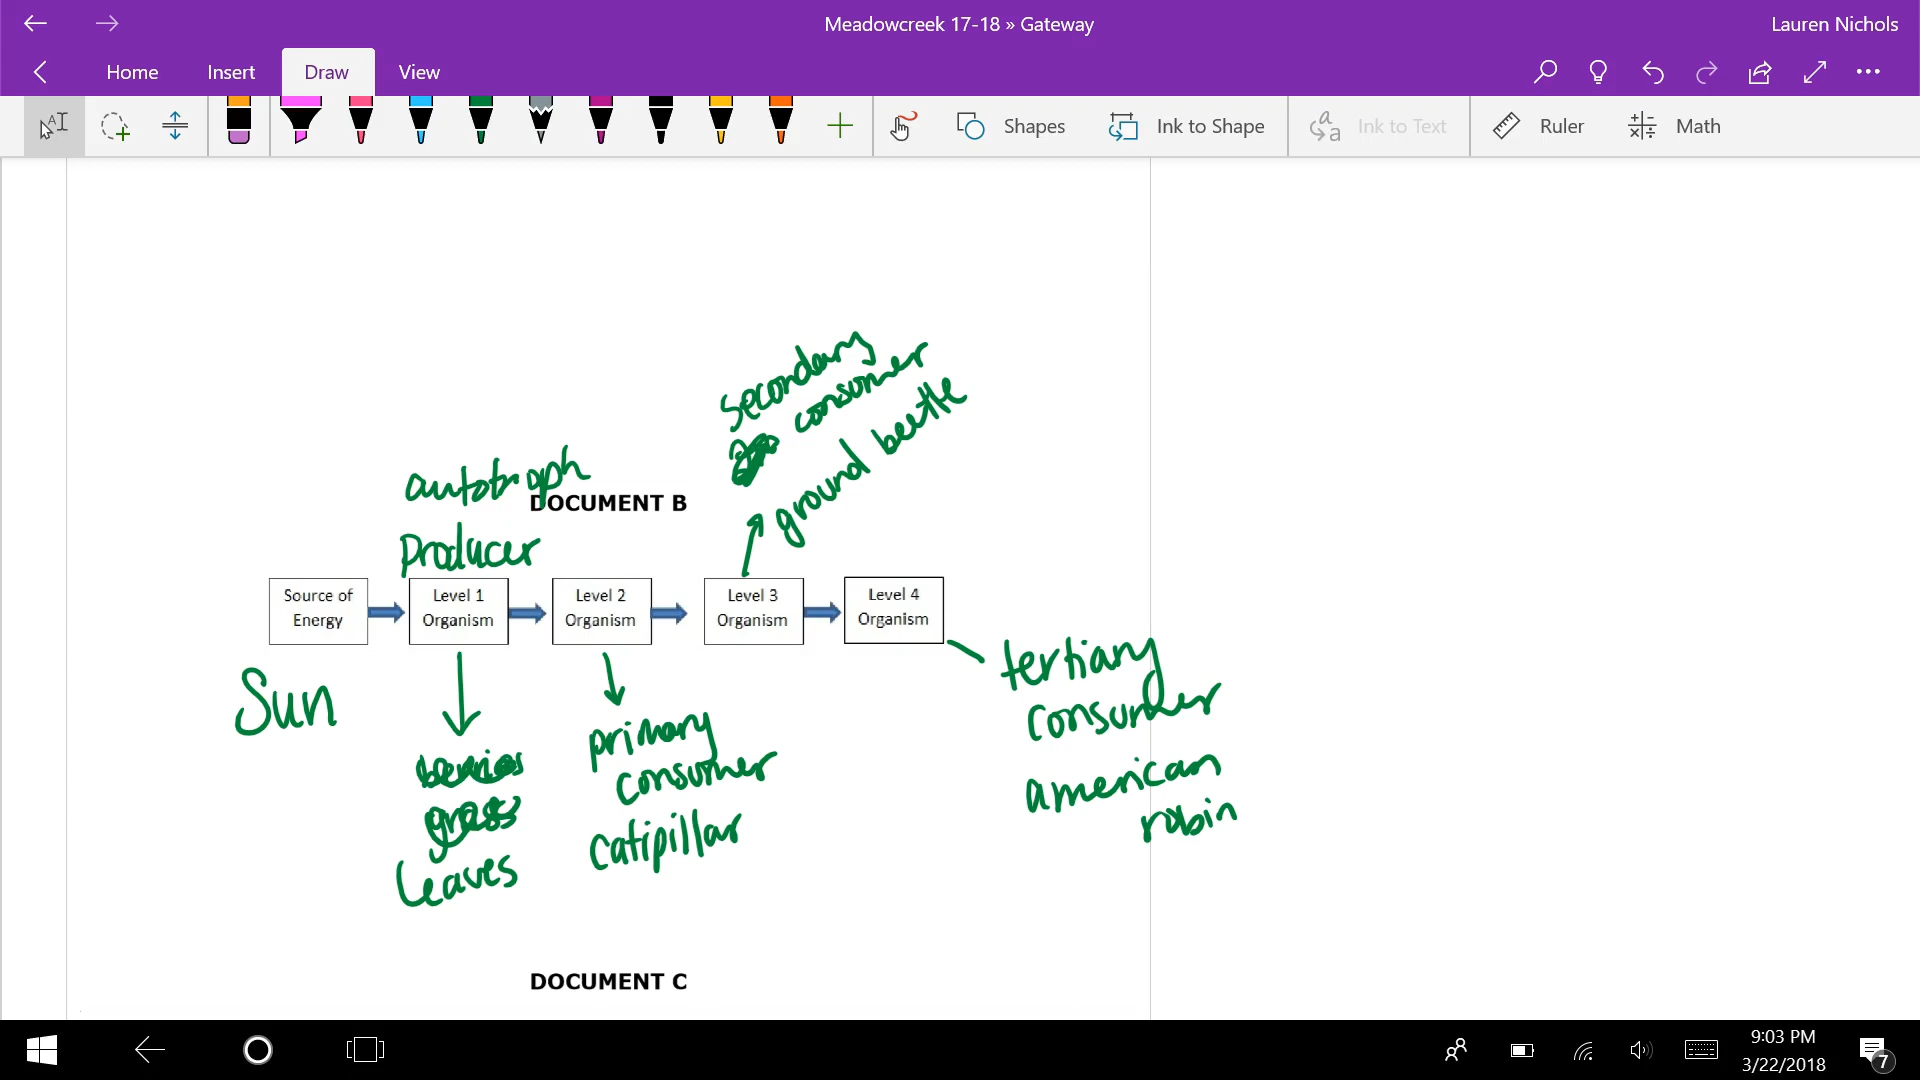 Meadowcreek 17-18 » Gateway
Lauren Nichols
Home Insert Draw View
Shapes Ink to Shape Ink to Text Ruler Math
secondary
consumer
ground beetle
autotroph
DOCUMENT B
Producer
Source of
Energy
Level 1
Organism
Level 2
Organism
Level 3
Organism
Level 4
Organism
Sun
berries
grass
Leaves
primary
consumer
catipillar
tertiary
consumer
american
robin
DOCUMENT C
9:03 PM
3/22/2018
7